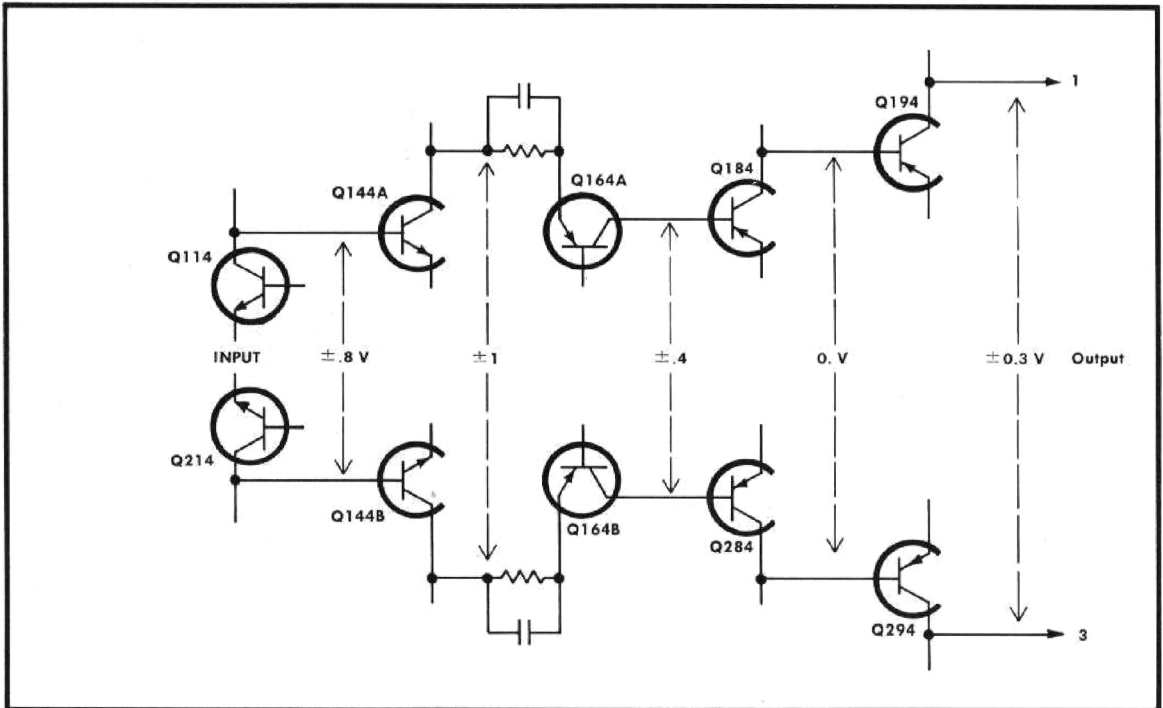 1
Q194
Q184
Q144A
Q164A
Q114
INPUT
±.8 V
±1
±.4
0. V
±0.3 V
Output
Q214
Q144B
Q164B
Q284
Q294
3